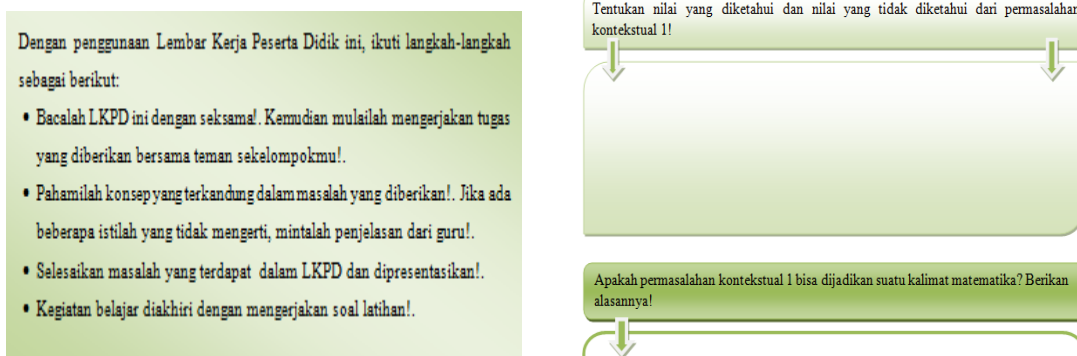 Dengan penggunaan Lembar Kerja Peserta Didik ini, ikuti langkah-langkah
sebagai berikut:
• Bacalah LKPD ini dengan seksama!. Kemudian mulailah mengerjakan tugas
yang diberikan bersama teman sekelompokmu!.
• Pahamilah konsep yang terkandung dalam masalah yang diberikan!. Jika ada
beberapa istilah yang tidak mengerti, mintalah penjelasan dari guru!.
• Selesaikan masalah yang terdapat dalam LKPD dan dipresentasikan!.
• Kegiatan belajar diakhiri dengan mengerjakan soal latihan!.
Tentukan nilai yang diketahui dan nilai yang tidak diketahui dari permasalahan
kontekstual 1!
Apakah permasalahan kontekstual 1 bisa dijadikan suatu kalimat matematika? Berikan
alasannya!